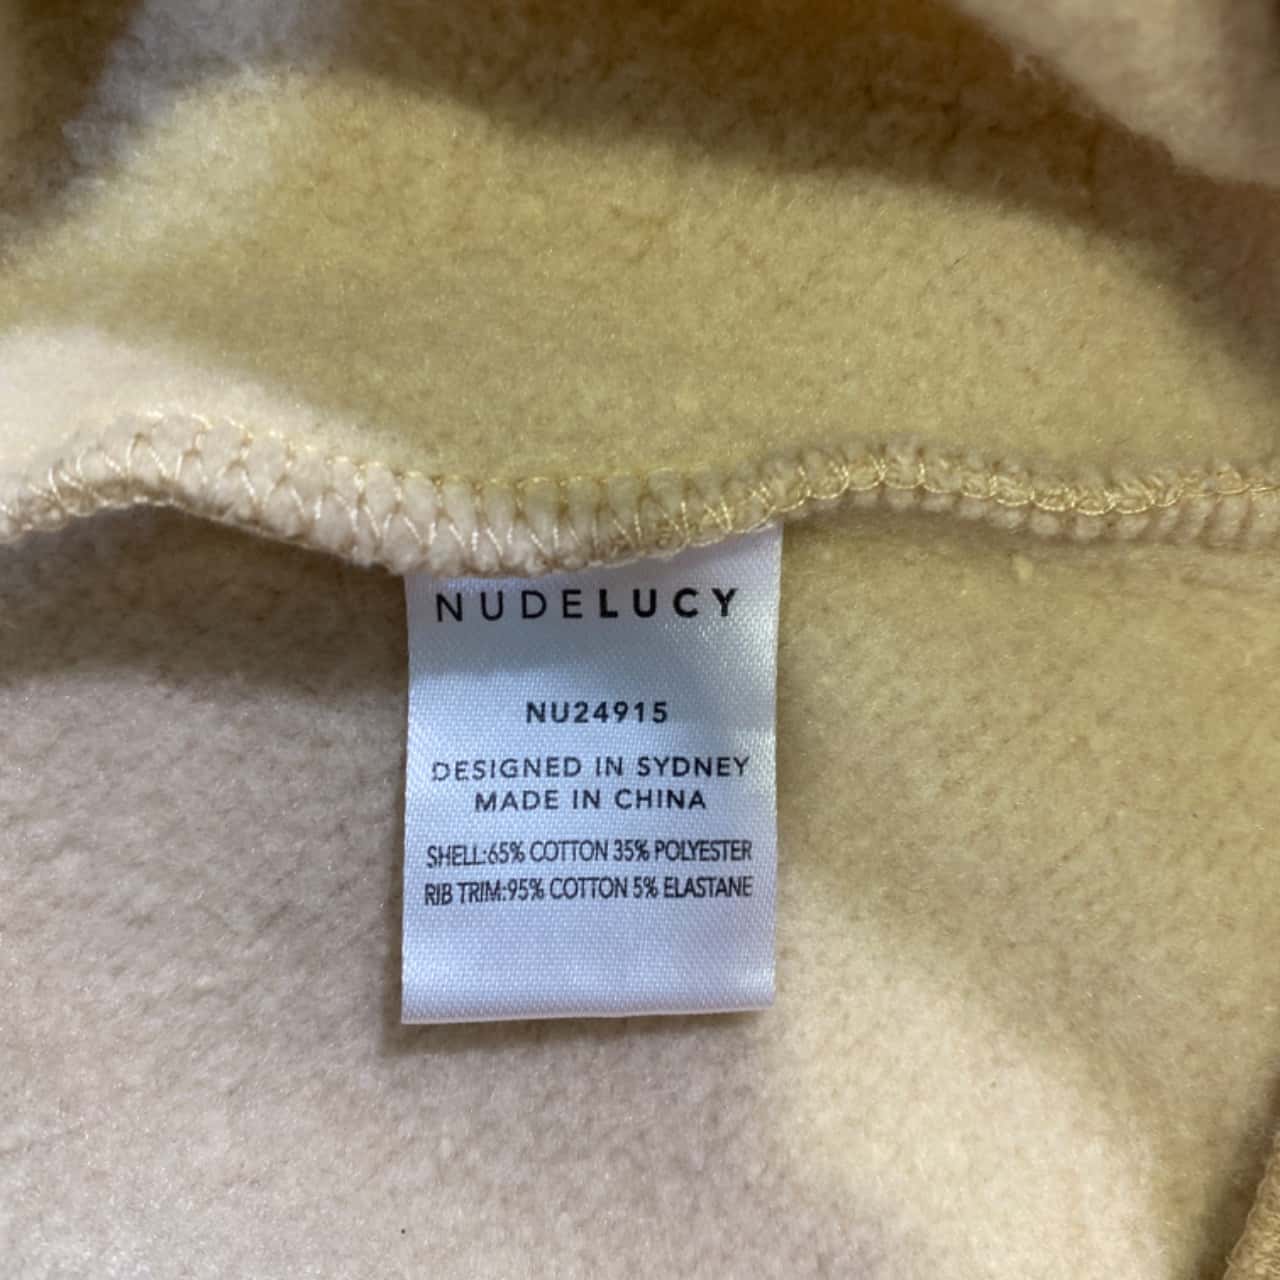 NUDELUCY
NU24915
DESIGNED IN SYDNEY
MADE IN CHINA
SHELL:65% COTTON 35% POLYESTER
RIB TRIM:95% COTTON 5% ELASTANE